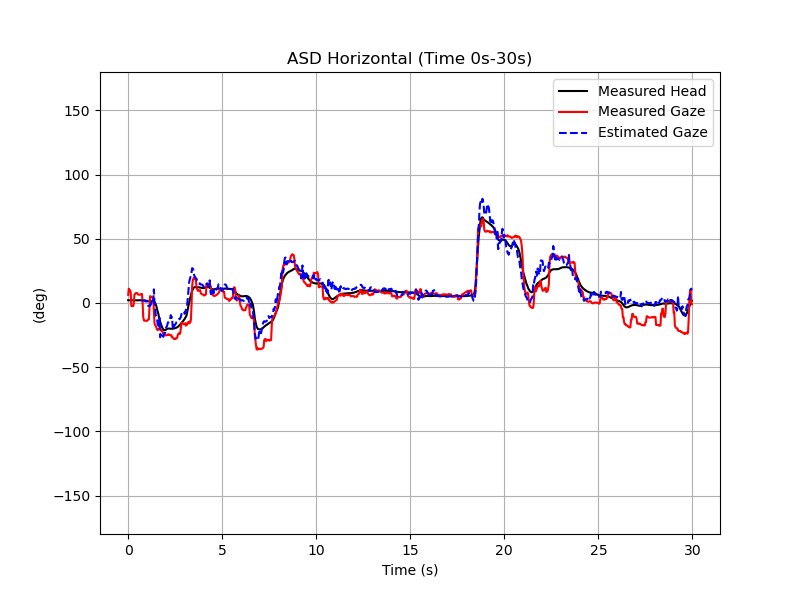 ASD Horizontal (Time 0s-30s)
Measured Head
Measured Gaze
Estimated Gaze
150
100
50
0
−50
−100
−150
(deg)
0 5 10 15 20 25 30
Time (s)